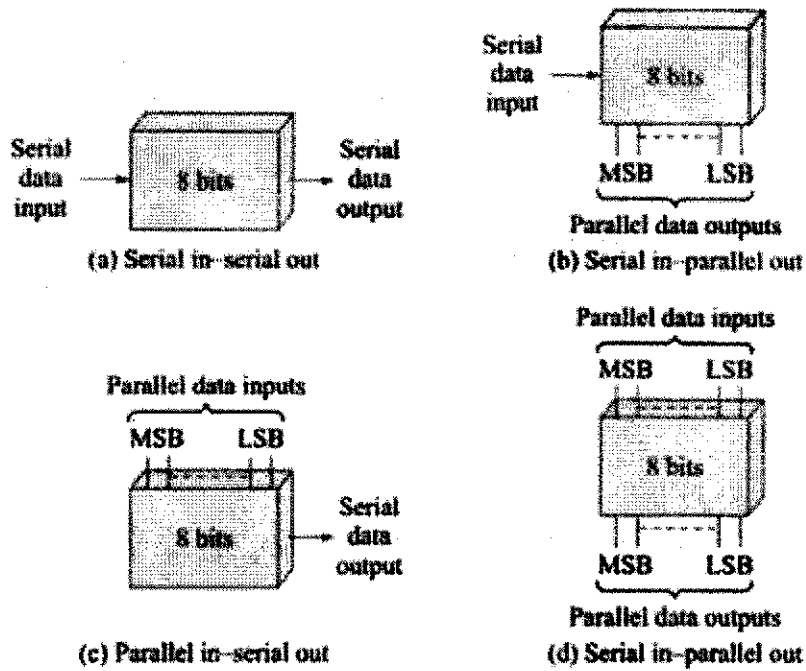 Serial
data
input
8 bits
Serial
data
output
(a) Serial in–serial out
Serial
data
input
8 bits
MSB LSB
Parallel data outputs
(b) Serial in–parallel out
Parallel data inputs
MSB LSB
8 bits
Serial
data
output
(c) Parallel in–serial out
Parallel data inputs
MSB LSB
8 bits
MSB LSB
Parallel data outputs
(d) Serial in–parallel out